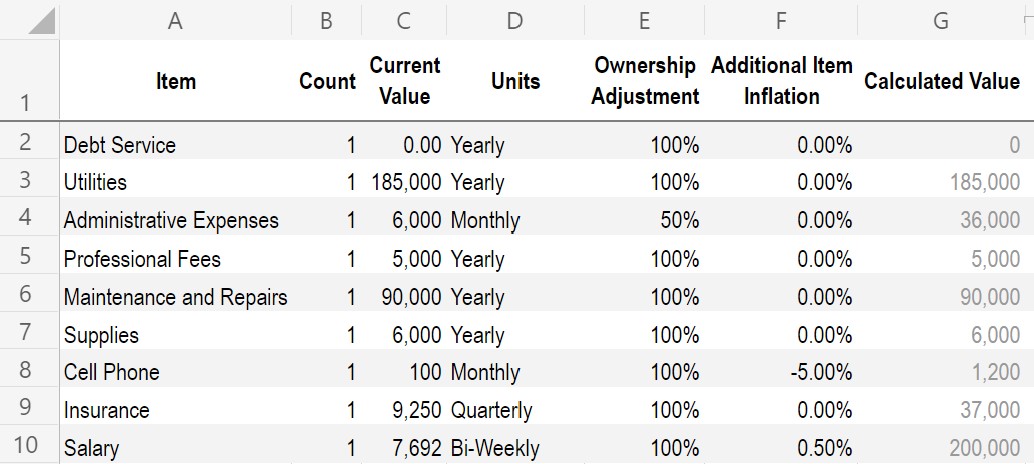 A B C D E F G
1 Item Count Current Value Units Ownership Adjustment Additional Item Inflation Calculated Value
2 Debt Service 1 0.00 Yearly 100% 0.00% 0
3 Utilities 1 185,000 Yearly 100% 0.00% 185,000
4 Administrative Expenses 1 6,000 Monthly 50% 0.00% 36,000
5 Professional Fees 1 5,000 Yearly 100% 0.00% 5,000
6 Maintenance and Repairs 1 90,000 Yearly 100% 0.00% 90,000
7 Supplies 1 6,000 Yearly 100% 0.00% 6,000
8 Cell Phone 1 100 Monthly 100% -5.00% 1,200
9 Insurance 1 9,250 Quarterly 100% 0.00% 37,000
10 Salary 1 7,692 Bi-Weekly 100% 0.50% 200,000